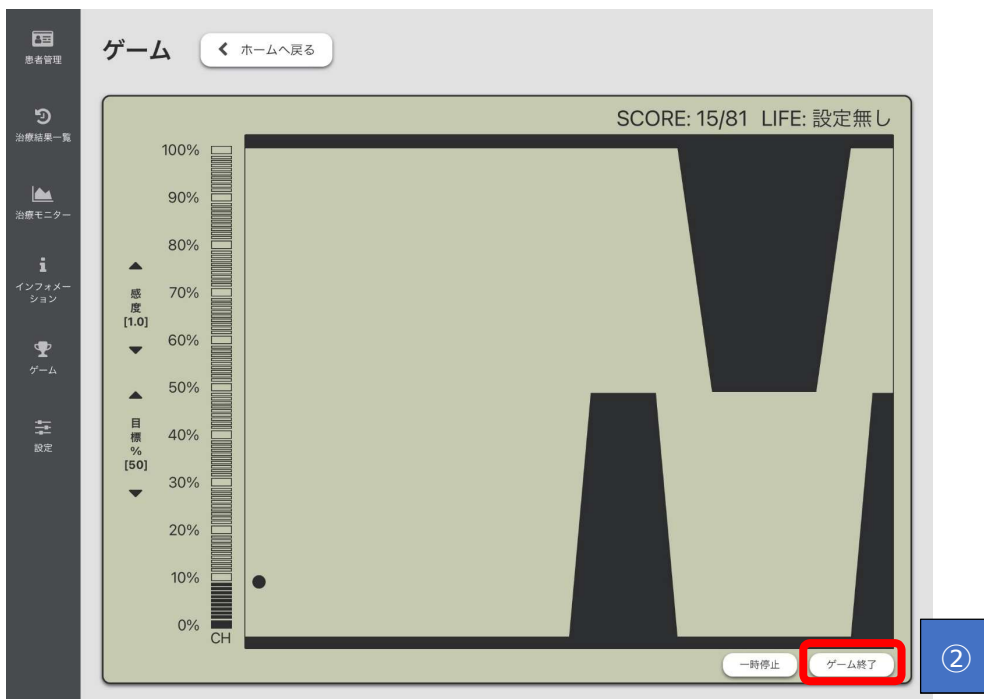 患者管理
治療結果一覧
治療モニター
インフォメー
ション
ゲーム
設定
ゲーム
ホームへ戻る
SCORE: 15/81 LIFE: 設定無し
100%
90%
80%
70%
60%
50%
40%
30%
20%
10%
0%
CH
感
度
[1.0]
目
標
%
[50]
一時停止
ゲーム終了
②